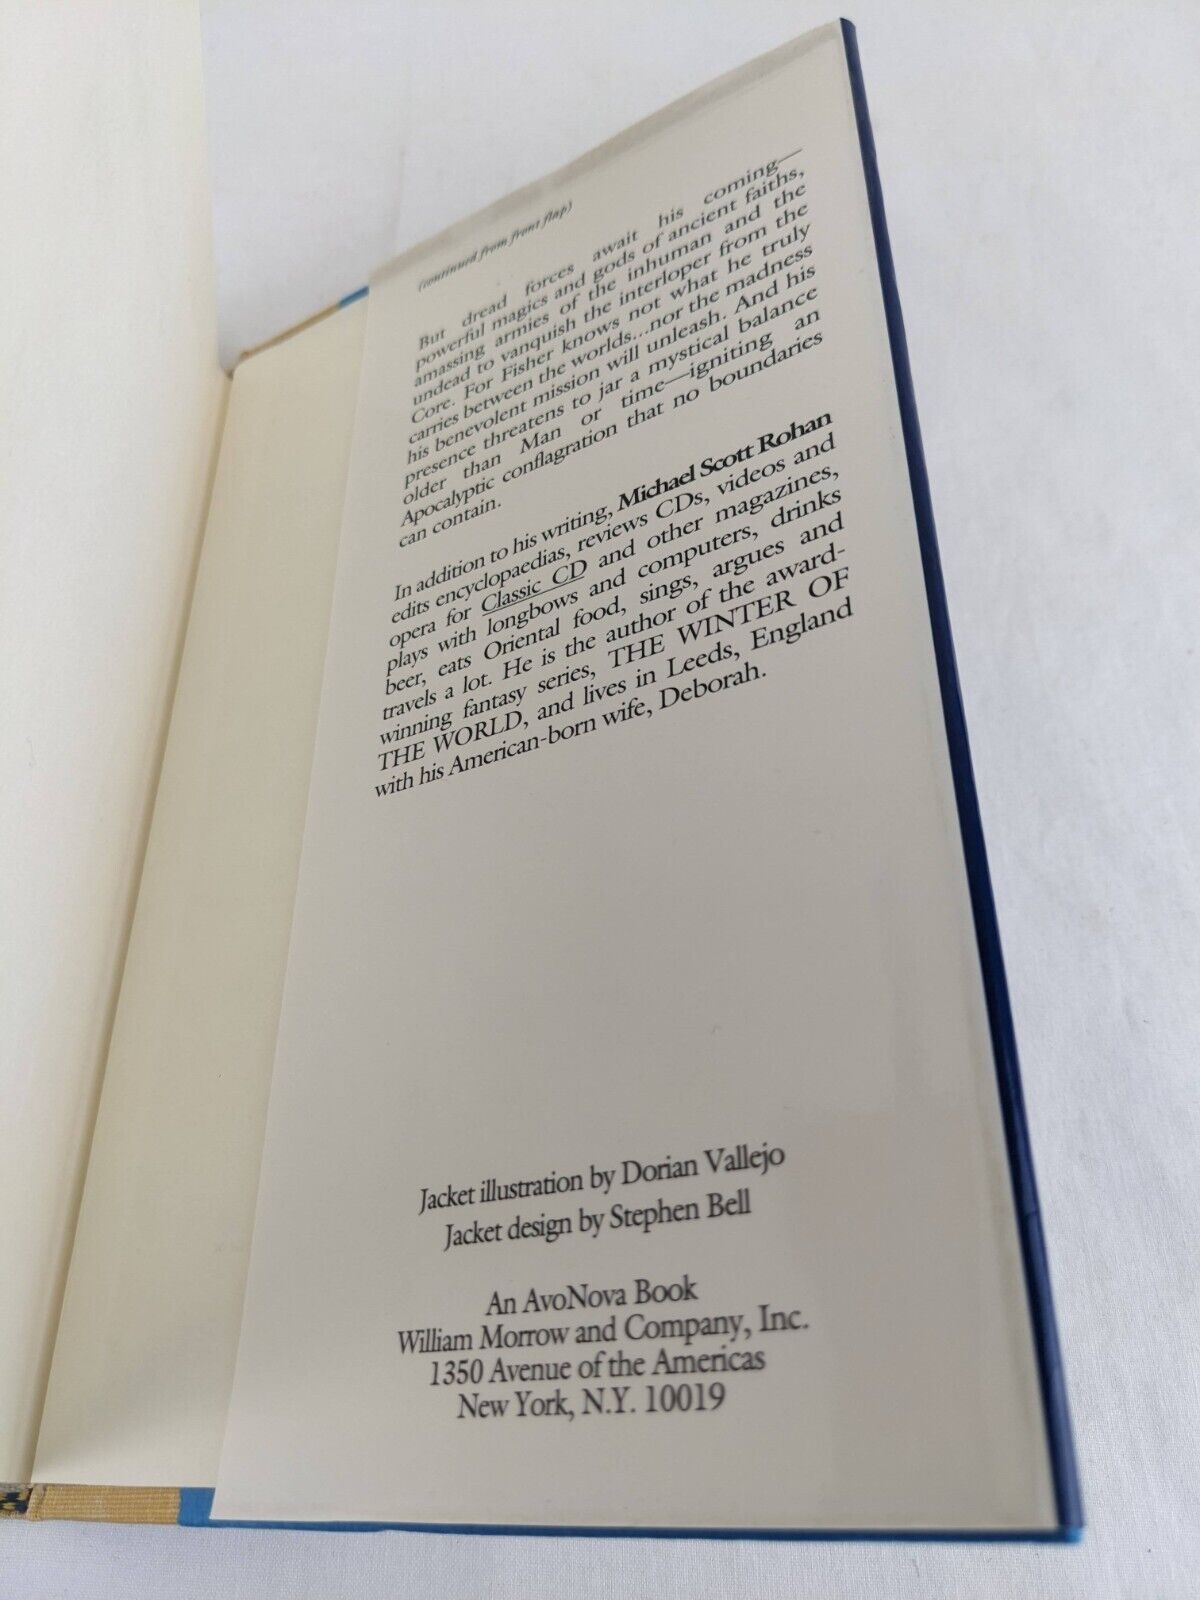 (continued from front flap)
But dread forces await his coming—
powerful magics and gods of ancient faiths,
amassing armies of the inhuman and the
undead to vanquish the interloper from the
Core. For Fisher knows not what he truly
carries between the worlds...nor the madness
his benevolent mission will unleash. And his
presence threatens to jar a mystical balance
older than Man or time—igniting an
Apocalyptic conflagration that no boundaries
can contain.
In addition to his writing, Michael Scott Rohan
edits encyclopaedias, reviews CDs, videos and
opera for Classic CD and other magazines,
plays with longbows and computers, drinks
beer, eats Oriental food, sings, argues and
travels a lot. He is the author of the award-
winning fantasy series, THE WINTER OF
THE WORLD, and lives in Leeds, England
with his American-born wife, Deborah.
Jacket illustration by Dorian Vallejo
Jacket design by Stephen Bell
An AvoNova Book
William Morrow and Company, Inc.
1350 Avenue of the Americas
New York, N.Y. 10019